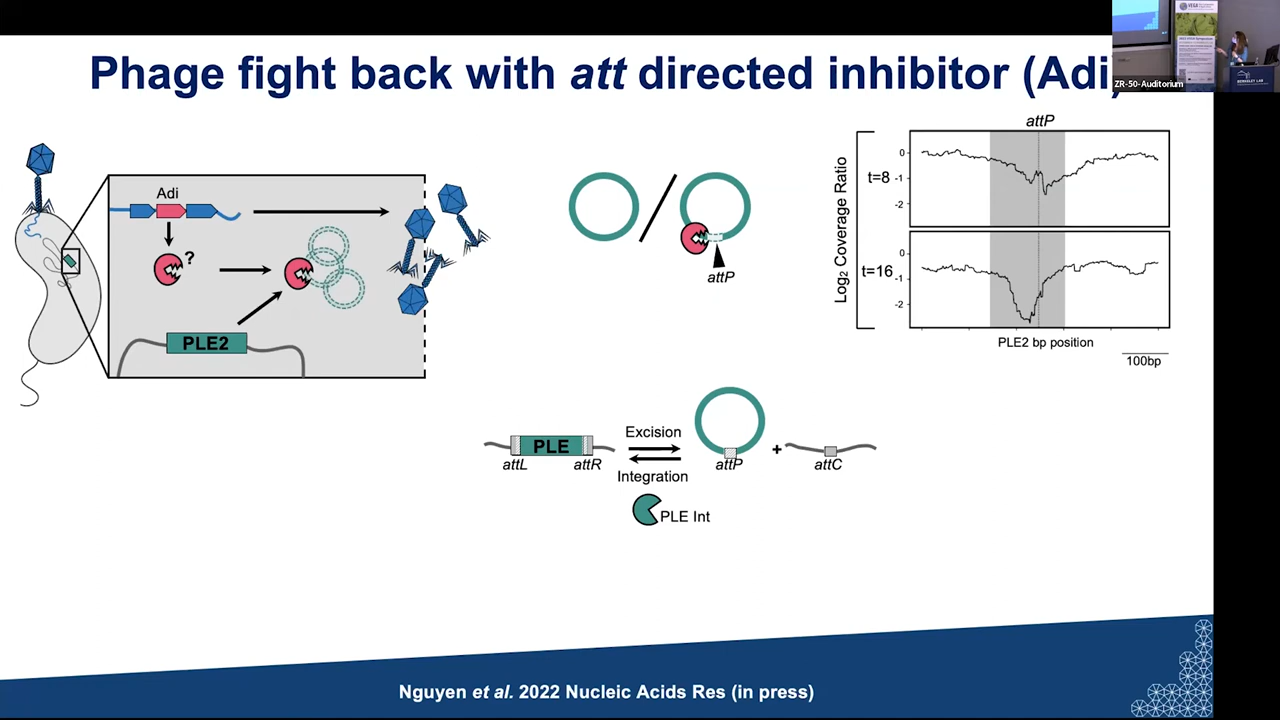 Phage fight back with att directed inhibitor (Adi)
ZR-50-Auditorium
Adi
?
PLE2
attP
attP
Log2 Coverage Ratio
t=8
0
-1
-2
t=16
0
-1
-2
PLE2 bp position
100bp
PLE
attL
attR
Excision
Integration
PLE Int
attP
+
attC
Nguyen et al. 2022 Nucleic Acids Res (in press)